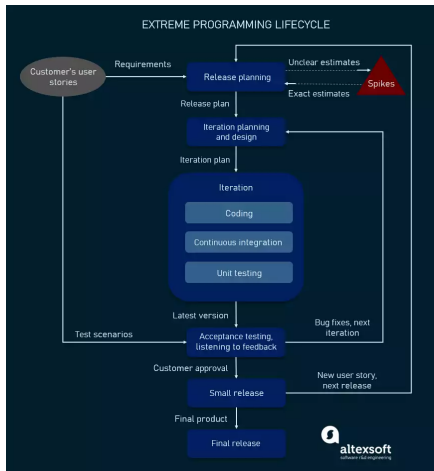 EXTREME PROGRAMMING LIFECYCLE
Customer's user
stories
Requirements
Release planning
Unclear estimates
Spikes
Exact estimates
Release plan
Iteration planning
and design
Iteration plan
Iteration
Coding
Continuous integration
Unit testing
Latest version
Test scenarios
Acceptance testing,
listening to feedback
Bug fixes, next
iteration
Customer approval
Small release
New user story,
next release
Final product
Final release
altexsoft
software r&d engineering